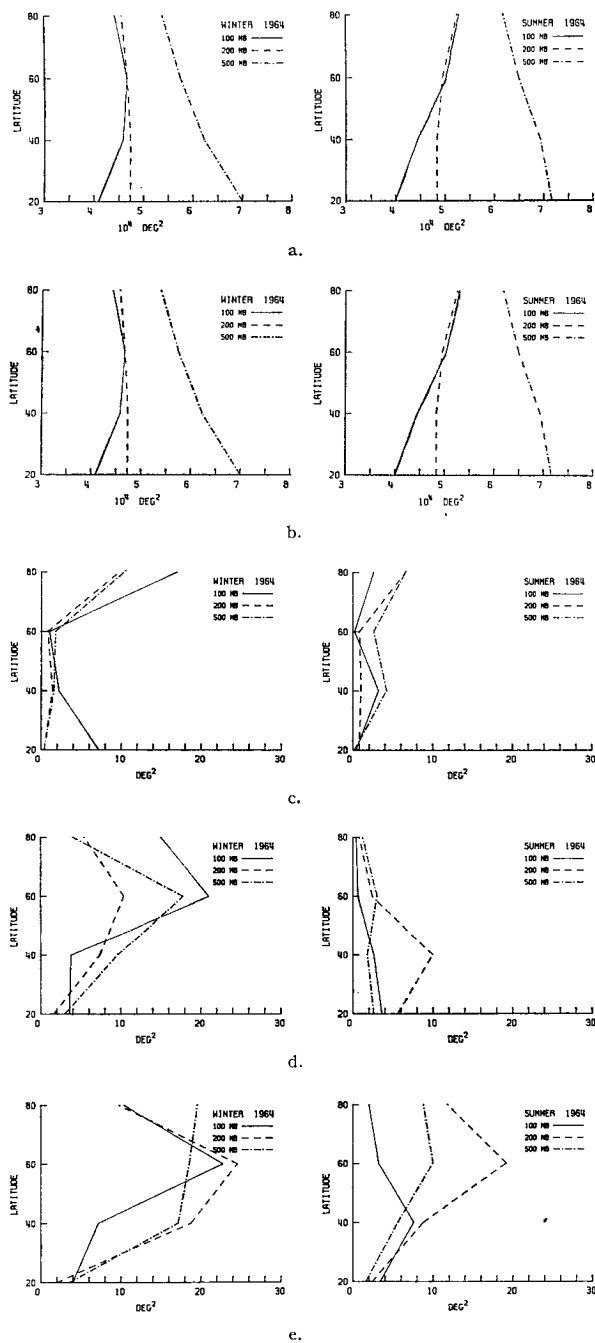 80
60
40
20
LATITUDE
WINTER 1964
100 MB
200 MB
500 MB
3 4 5 6 7 8
10⁴ DEG²
60
40
20
LATITUDE
SUMMER 1964
100 MB
200 MB
500 MB
3 4 5 6 7 8
10⁴ DEG²
a.
80
60
40
20
LATITUDE
WINTER 1964
100 MB
200 MB
500 MB
3 4 5 6 7 8
10⁴ DEG²
80
60
40
20
LATITUDE
SUMMER 1964
100 MB
200 MB
500 MB
3 4 5 6 7 8
10⁴ DEG²
b.
80
60
40
20
LATITUDE
WINTER 1964
100 MB
200 MB
500 MB
0 10 20 30
DEG²
80
60
40
20
LATITUDE
SUMMER 1964
100 MB
200 MB
500 MB
0 10 20 30
DEG²
c.
80
60
40
20
LATITUDE
WINTER 1964
100 MB
200 MB
500 MB
0 10 20 30
DEG²
80
60
40
20
LATITUDE
SUMMER 1964
100 MB
200 MB
500 MB
0 10 20 30
DEG²
d.
80
60
40
20
LATITUDE
WINTER 1964
100 MB
200 MB
500 MB
0 10 20 30
DEG²
80
60
40
20
LATITUDE
SUMMER 1964
100 MB
200 MB
500 MB
0 10 20 30
DEG²
e.